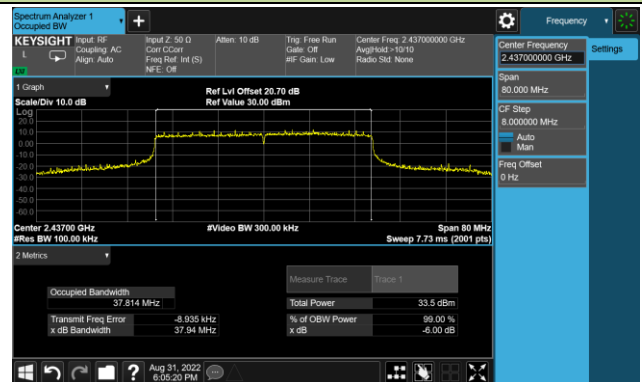 Spectrum Analyzer 1
Occupied BW
+
Frequency
KEYSIGHT
L
Input: RF
Coupling: AC
Align: Auto
Input Z: 50 Ω
Corr CCorr
Freq Ref: Int (S)
NFE: Off
Atten: 10 dB
Trig: Free Run
Gate: Off
#IF Gain: Low
Center Freq: 2.437000000 GHz
Avg|Hold:>10/10
Radio Std: None
Center Frequency
2.437000000 GHz
Settings
Span
80.000 MHz
CF Step
8.000000 MHz
Auto
Man
Freq Offset
0 Hz
1 Graph
Scale/Div 10.0 dB
Ref Lvl Offset 20.70 dB
Ref Value 30.00 dBm
Log
20.0
10.0
0.00
-10.0
-20.0
-30.0
-40.0
-50.0
-60.0
Center 2.43700 GHz
#Res BW 100.00 kHz
#Video BW 300.00 kHz
Span 80 MHz
Sweep 7.73 ms (2001 pts)
2 Metrics
Measure Trace
Trace 1
Occupied Bandwidth
37.814 MHz
Total Power
33.5 dBm
Transmit Freq Error
-8.935 kHz
% of OBW Power
99.00 %
x dB Bandwidth
37.94 MHz
x dB
-6.00 dB
?
Aug 31, 2022
6:05:20 PM